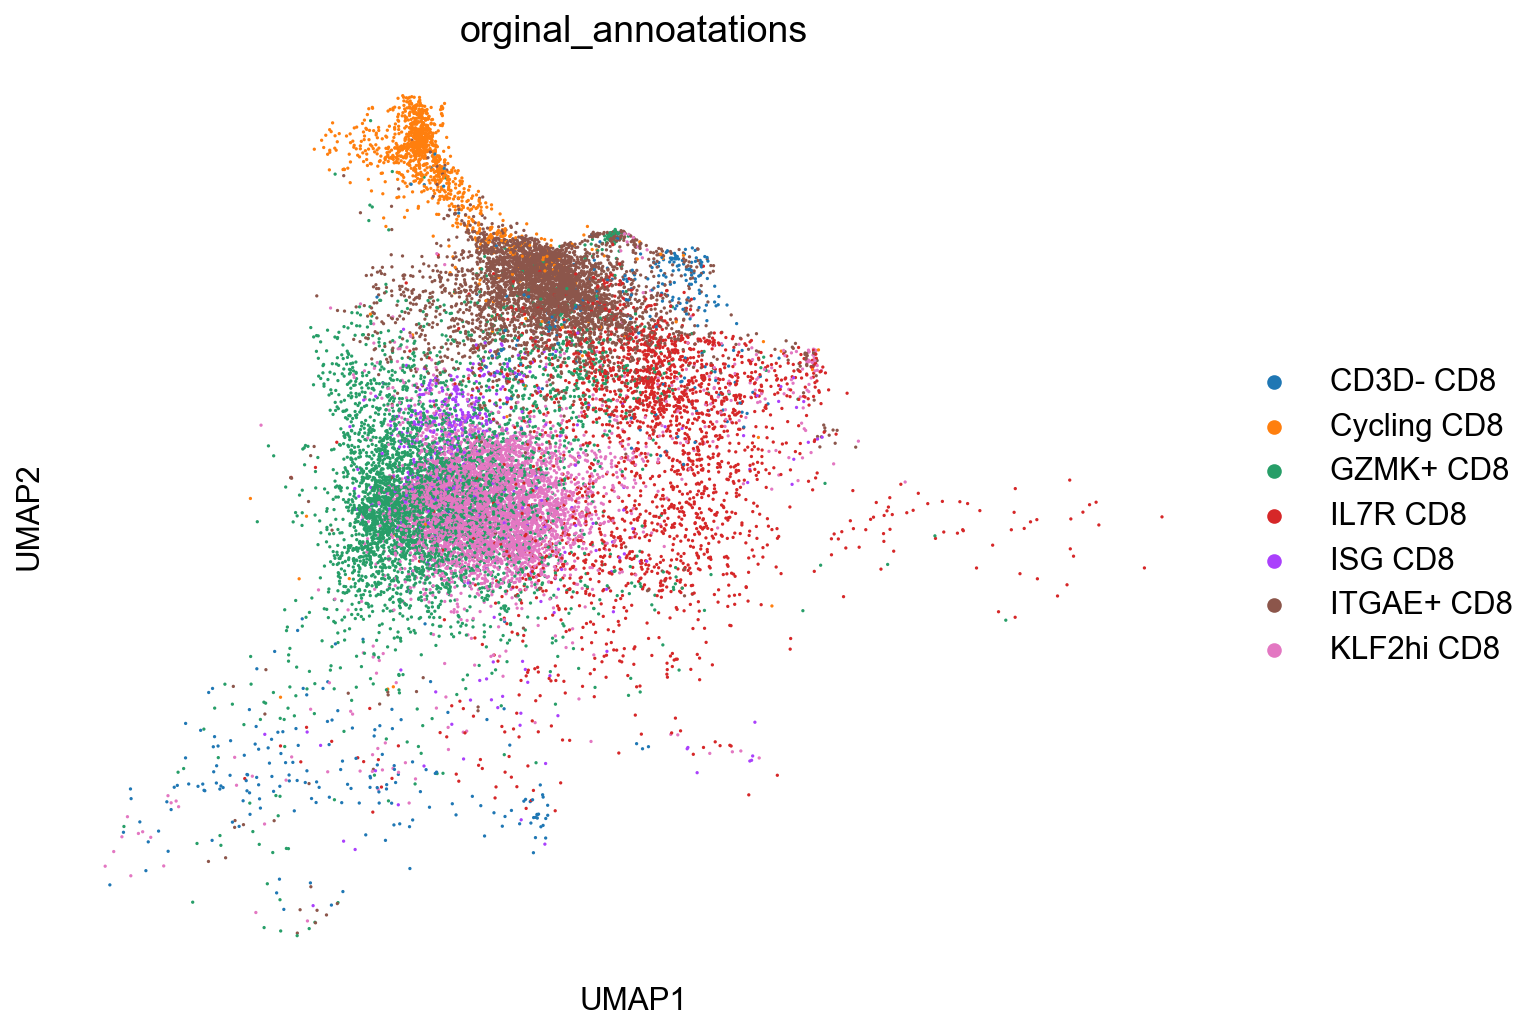 orginal_annoatations
UMAP2
CD3D- CD8
Cycling CD8
GZMK+ CD8
IL7R CD8
ISG CD8
ITGAE+ CD8
KLF2hi CD8
UMAP1